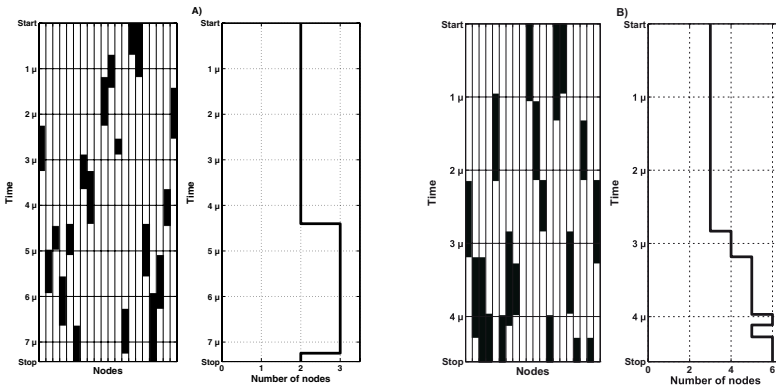 A)
Start
1 µ
2 µ
3 µ
4 µ
5 µ
6 µ
7 µ
Stop
Time
Nodes
Start
1 µ
2 µ
3 µ
4 µ
5 µ
6 µ
7 µ
Stop
Time
0 1 2 3
Number of nodes
B)
Start
1 µ
2 µ
3 µ
4 µ
Stop
Time
Nodes
Start
1 µ
2 µ
3 µ
4 µ
Stop
Time
0 2 4 6
Number of nodes